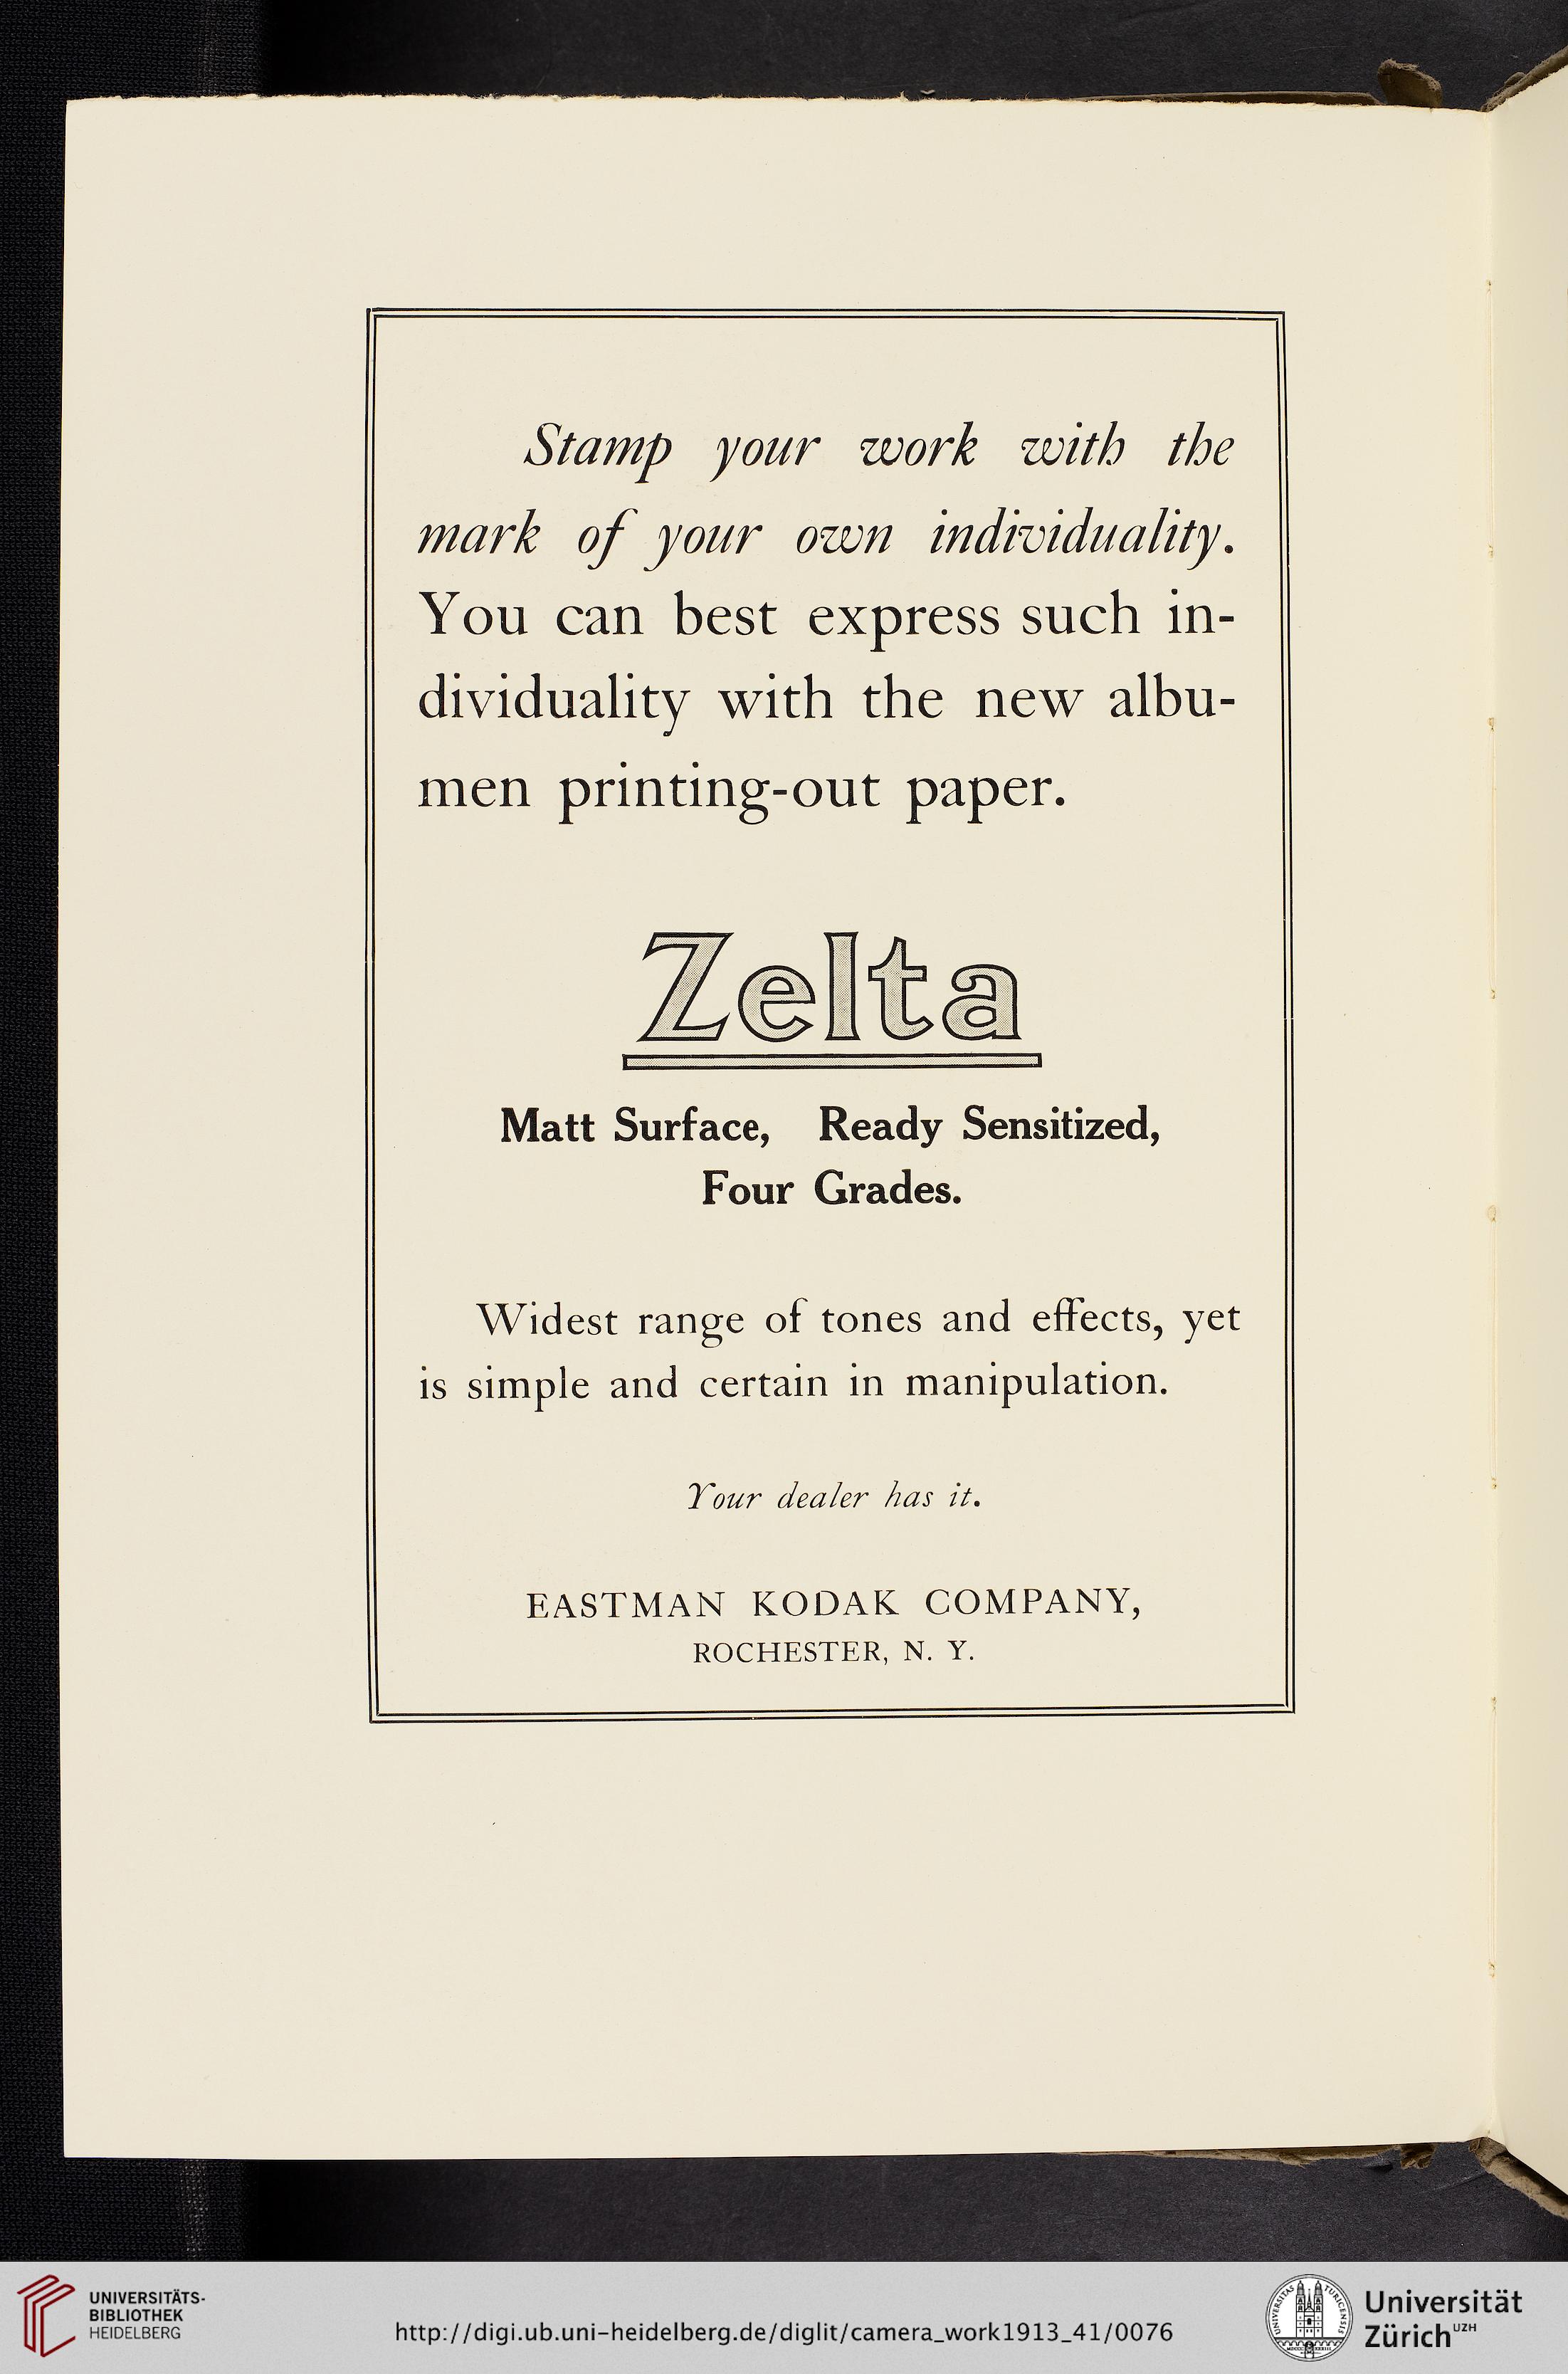 Stamp your work with the
mark of your own individuality.
You can best express such in-
dividuality with the new albu-
men printing-out paper.
Zelta
Matt Surface, Ready Sensitized,
Four Grades.
Widest range of tones and effects, yet
is simple and certain in manipulation.
Your dealer has it.
EASTMAN KODAK COMPANY,
ROCHESTER, N. Y.
UNIVERSITÄTS-
BIBLIOTHEK
HEIDELBERG
http://digi.ub.uni-heidelberg.de/diglit/camera_work1913_41/0076
Universität
Zürich UZH